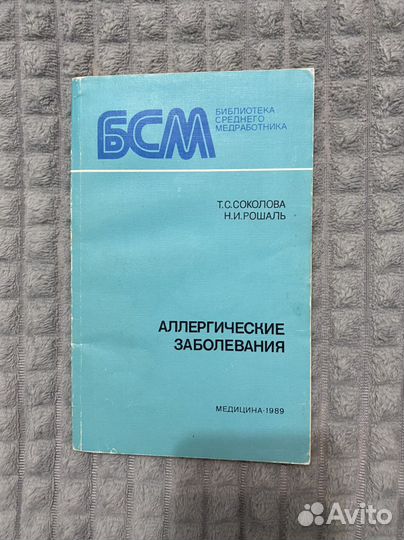 БСМ
БИБЛИОТЕКА
СРЕДНЕГО
МЕДРАБОТНИКА
Т.С.СОКОЛОВА
Н.И.РОШАЛЬ
АЛЛЕРГИЧЕСКИЕ
ЗАБОЛЕВАНИЯ
МЕДИЦИНА·1989
Avito